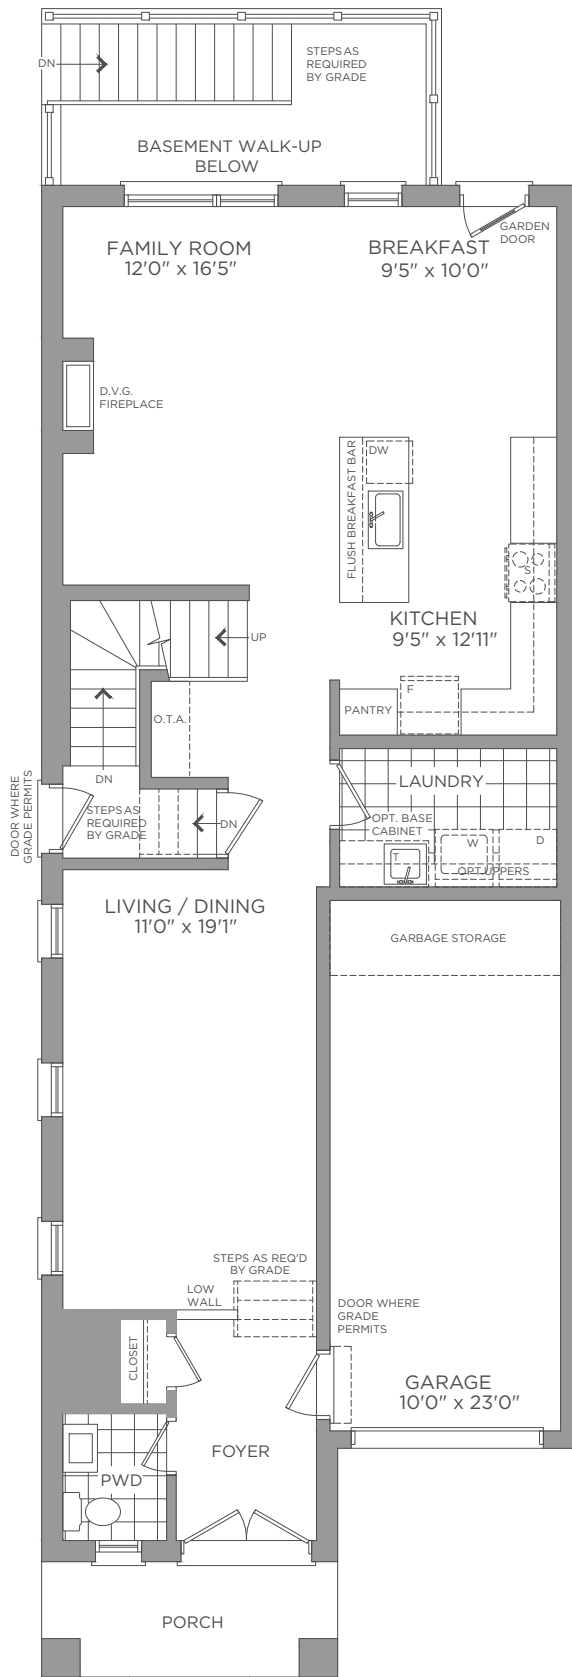 DN
STEPS AS
REQUIRED
BY GRADE
BASEMENT WALK-UP
BELOW
FAMILY ROOM
12'0" x 16'5"
BREAKFAST
9'5" x 10'0"
GARDEN
DOOR
D.V.G.
FIREPLACE
FLUSH BREAKFAST BAR
DW
S
KITCHEN
9'5" x 12'11"
UP
O.T.A.
F
PANTRY
DN
DOOR WHERE
GRADE PERMITS
STEPS AS
REQUIRED
BY GRADE
DN
LAUNDRY
OPT. BASE
CABINET
W
D
T
OPT.UPPERS
LIVING / DINING
11'0" x 19'1"
GARBAGE STORAGE
STEPS AS REQ'D
BY GRADE
LOW
WALL
DOOR WHERE
GRADE
PERMITS
CLOSET
GARAGE
10'0" x 23'0"
FOYER
PWD
PORCH